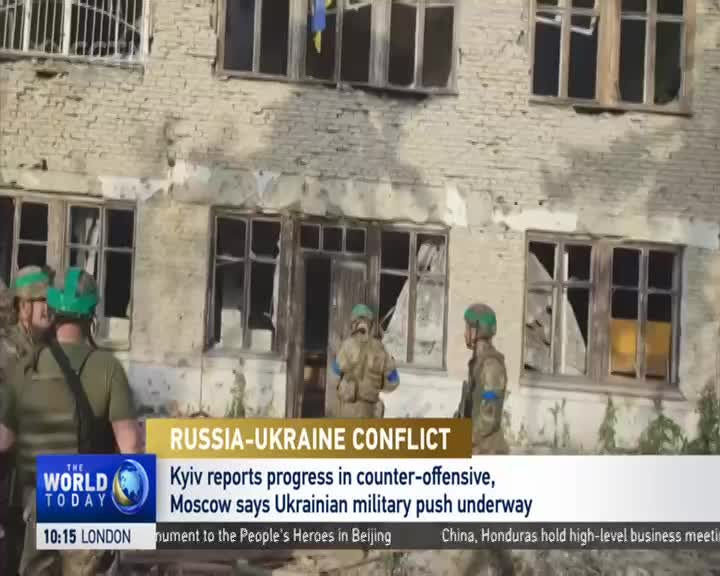 RUSSIA-UKRAINE CONFLICT
Kyiv reports progress in counter-offensive,
Moscow says Ukrainian military push underway
THE
WORLD
TODAY
10:15 LONDON
nument to the People's Heroes in Beijing China, Honduras hold high-level business meeti